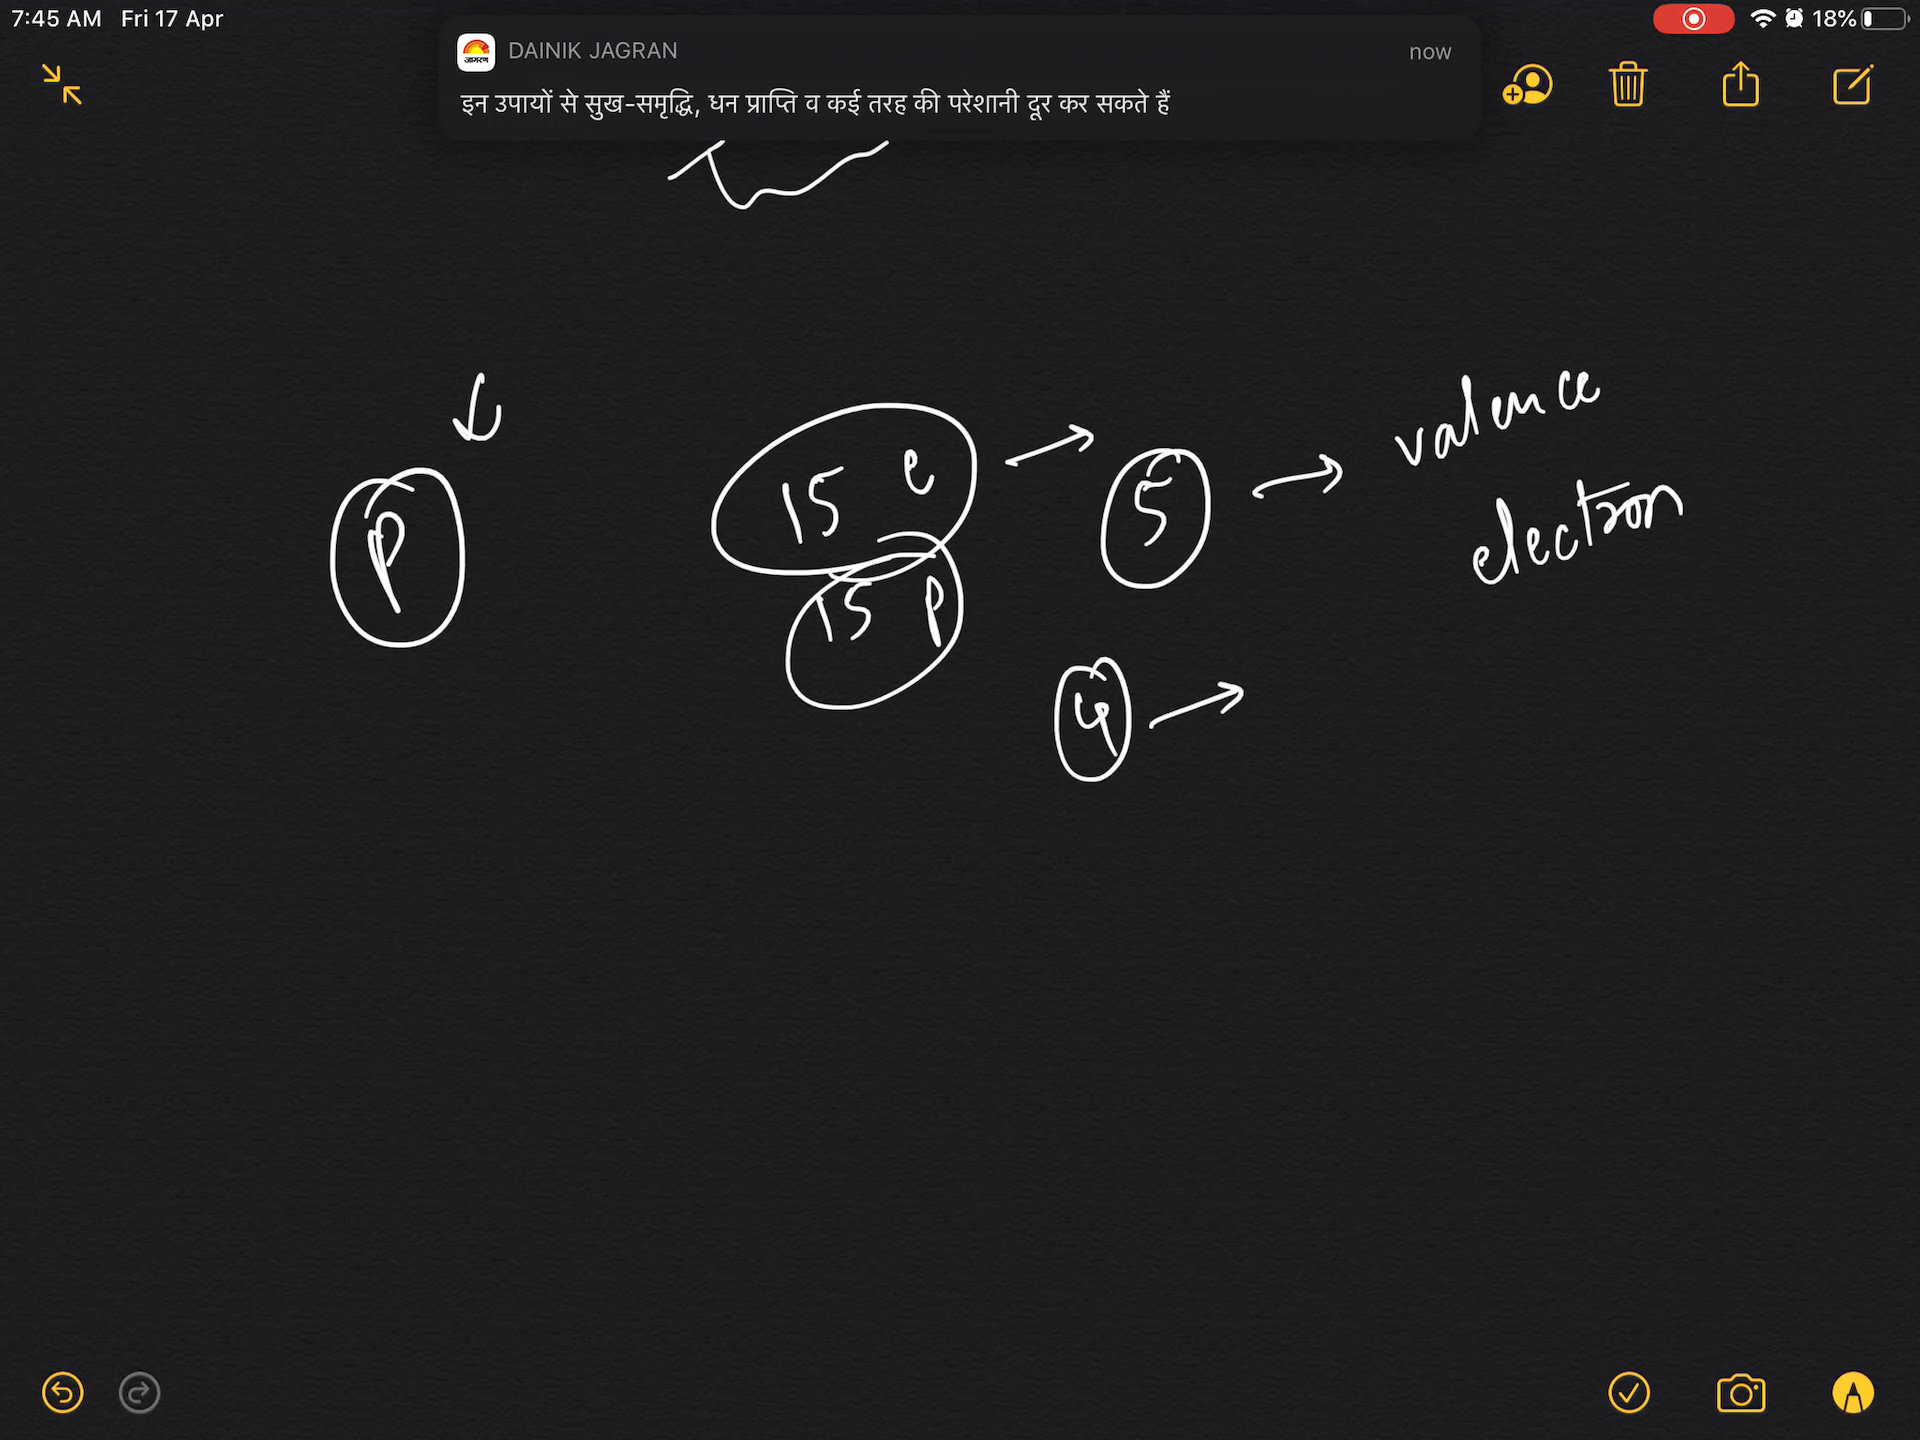 7:45 AM Fri 17 Apr
18%
DAINIK JAGRAN
now
जागरण
इन उपायों से सुख-समृद्धि, धन प्राप्ति व कई तरह की परेशानी दूर कर सकते हैं
P
15 e
5
valence
electron
15 p
4